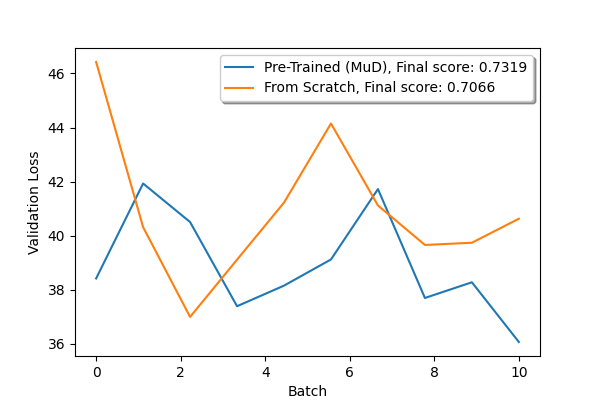 Pre-Trained (MuD), Final score: 0.7319
From Scratch, Final score: 0.7066
46
44
42
40
38
36
Validation Loss
0 2 4 6 8 10
Batch